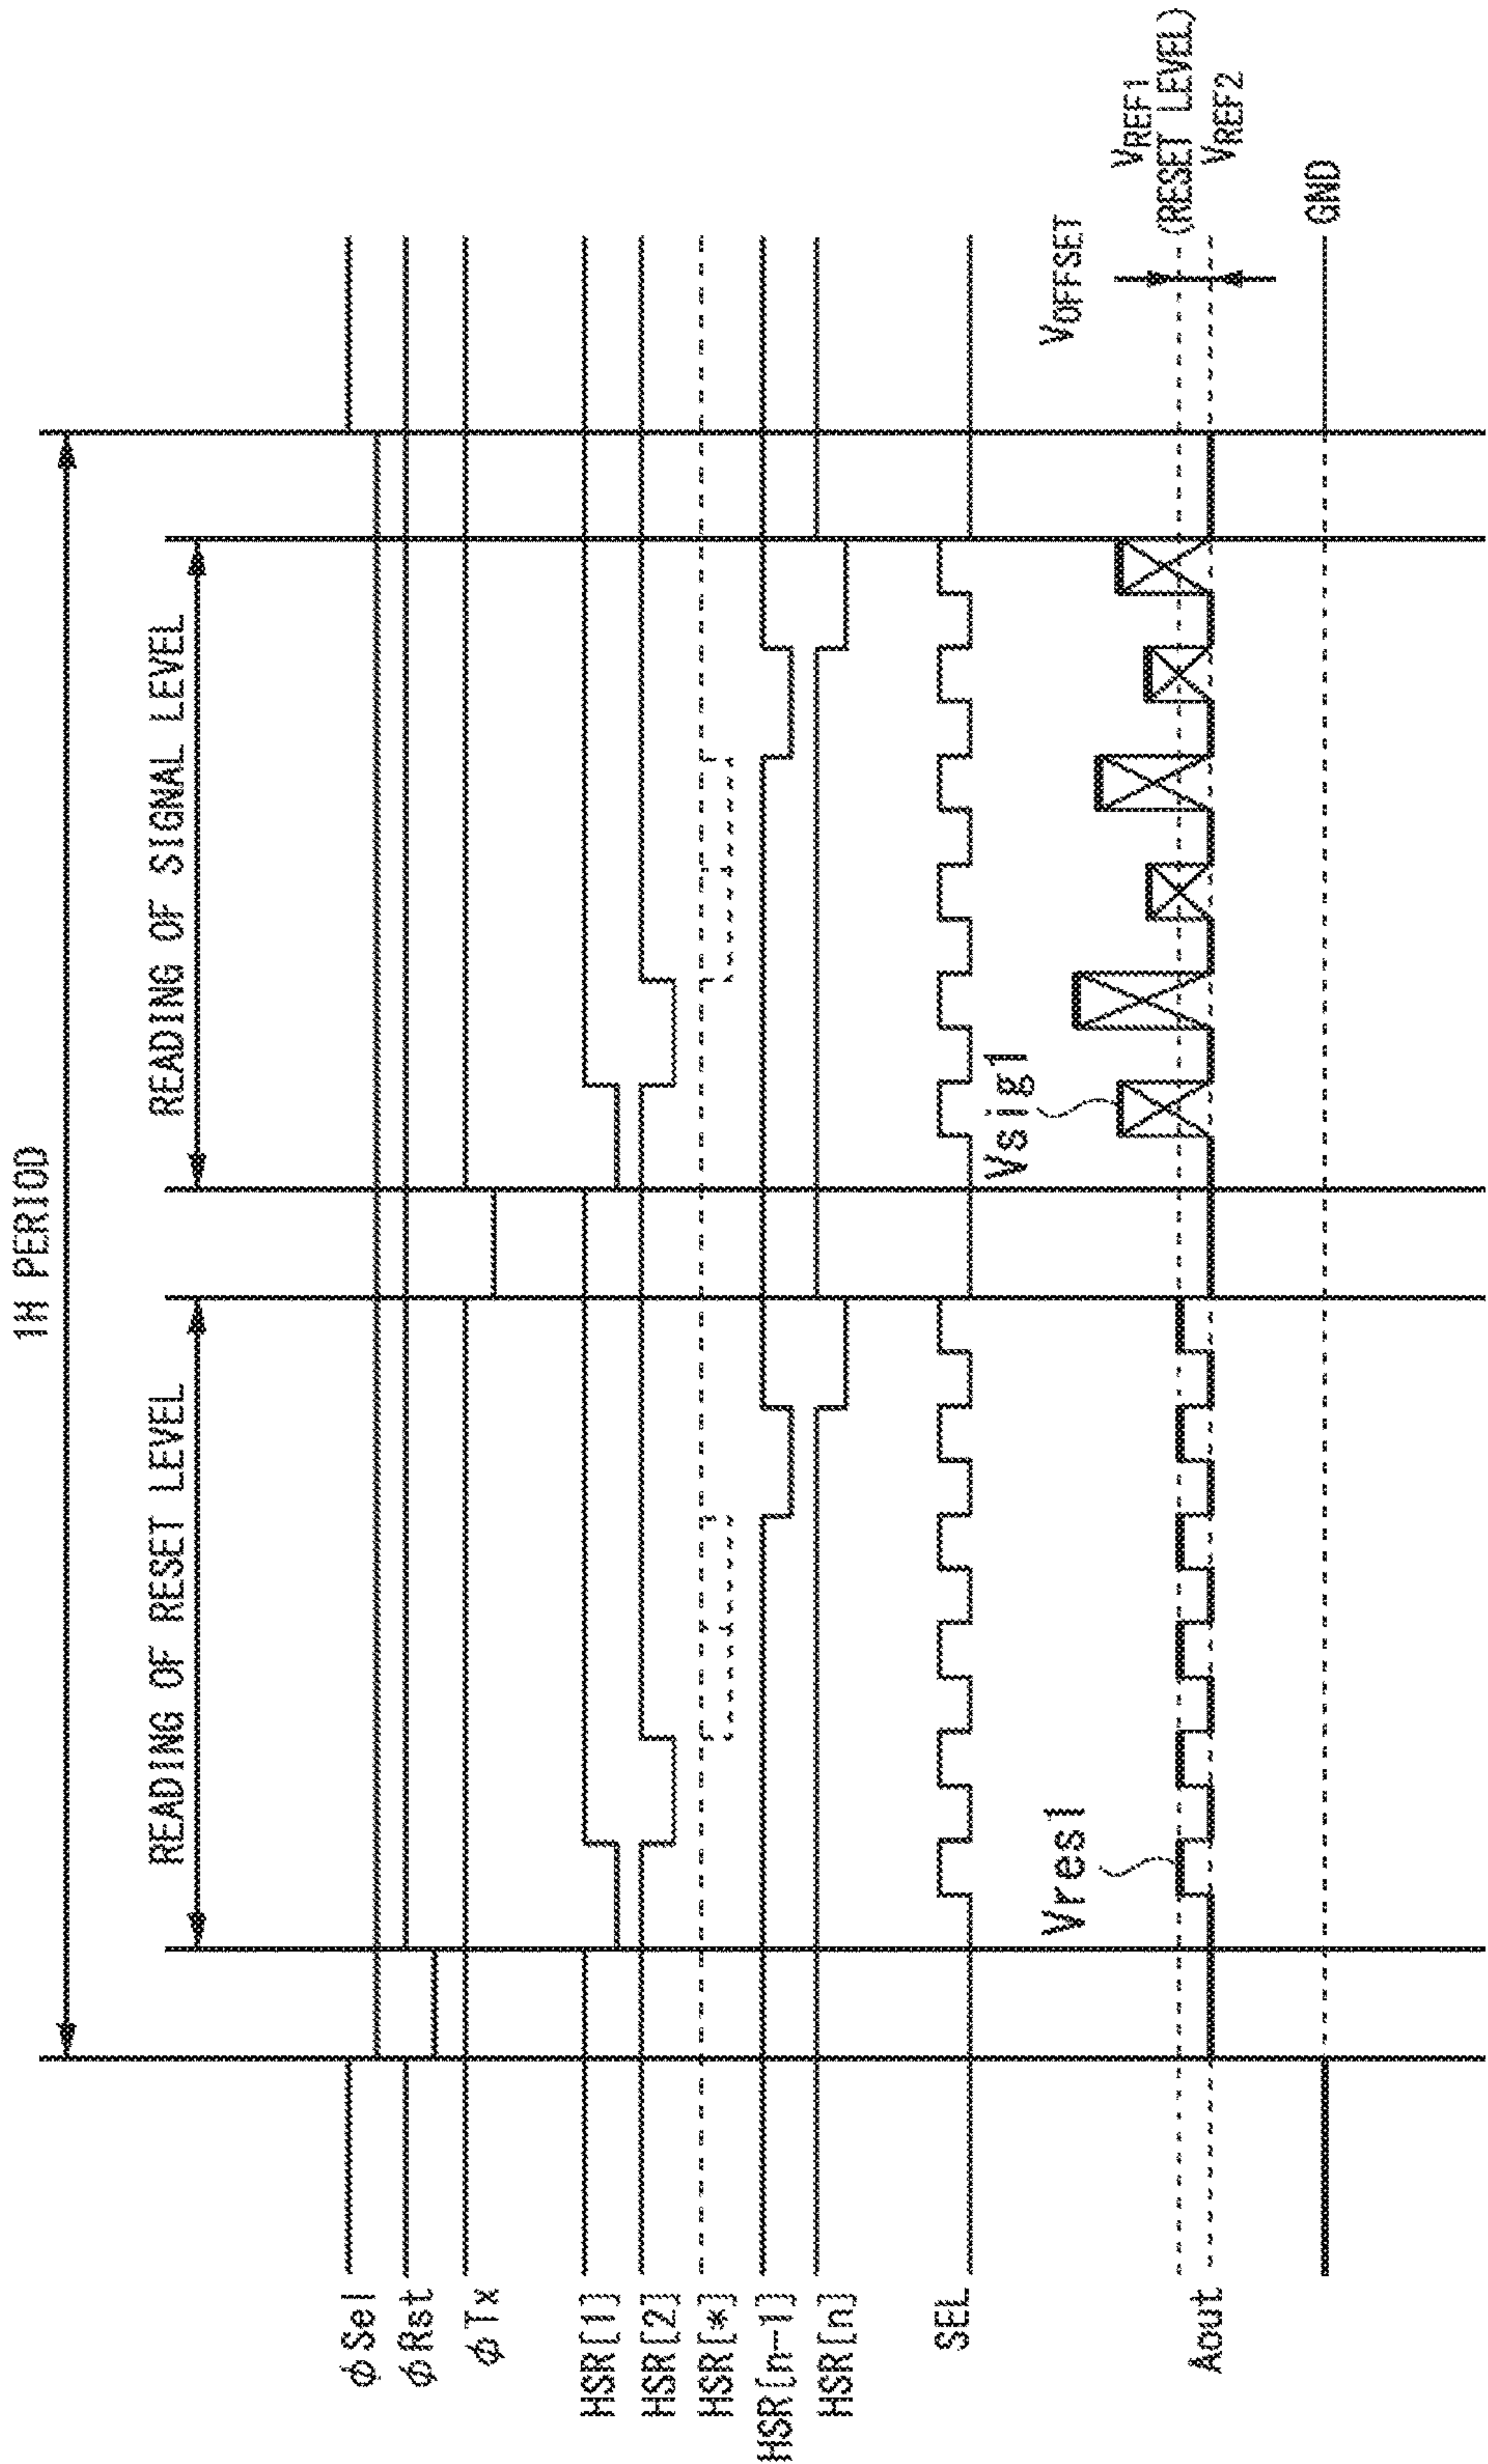 1H PERIOD
READING OF RESET LEVEL
READING OF SIGNAL LEVEL
φSel
φRst
φTx
HSR[1]
HSR[2]
HSR[*]
HSR[n-1]
HSR[n]
SEL
Vres1
Vsig1
VOFFSET
VREF1
(RESET LEVEL)
VREF2
Aout
GND